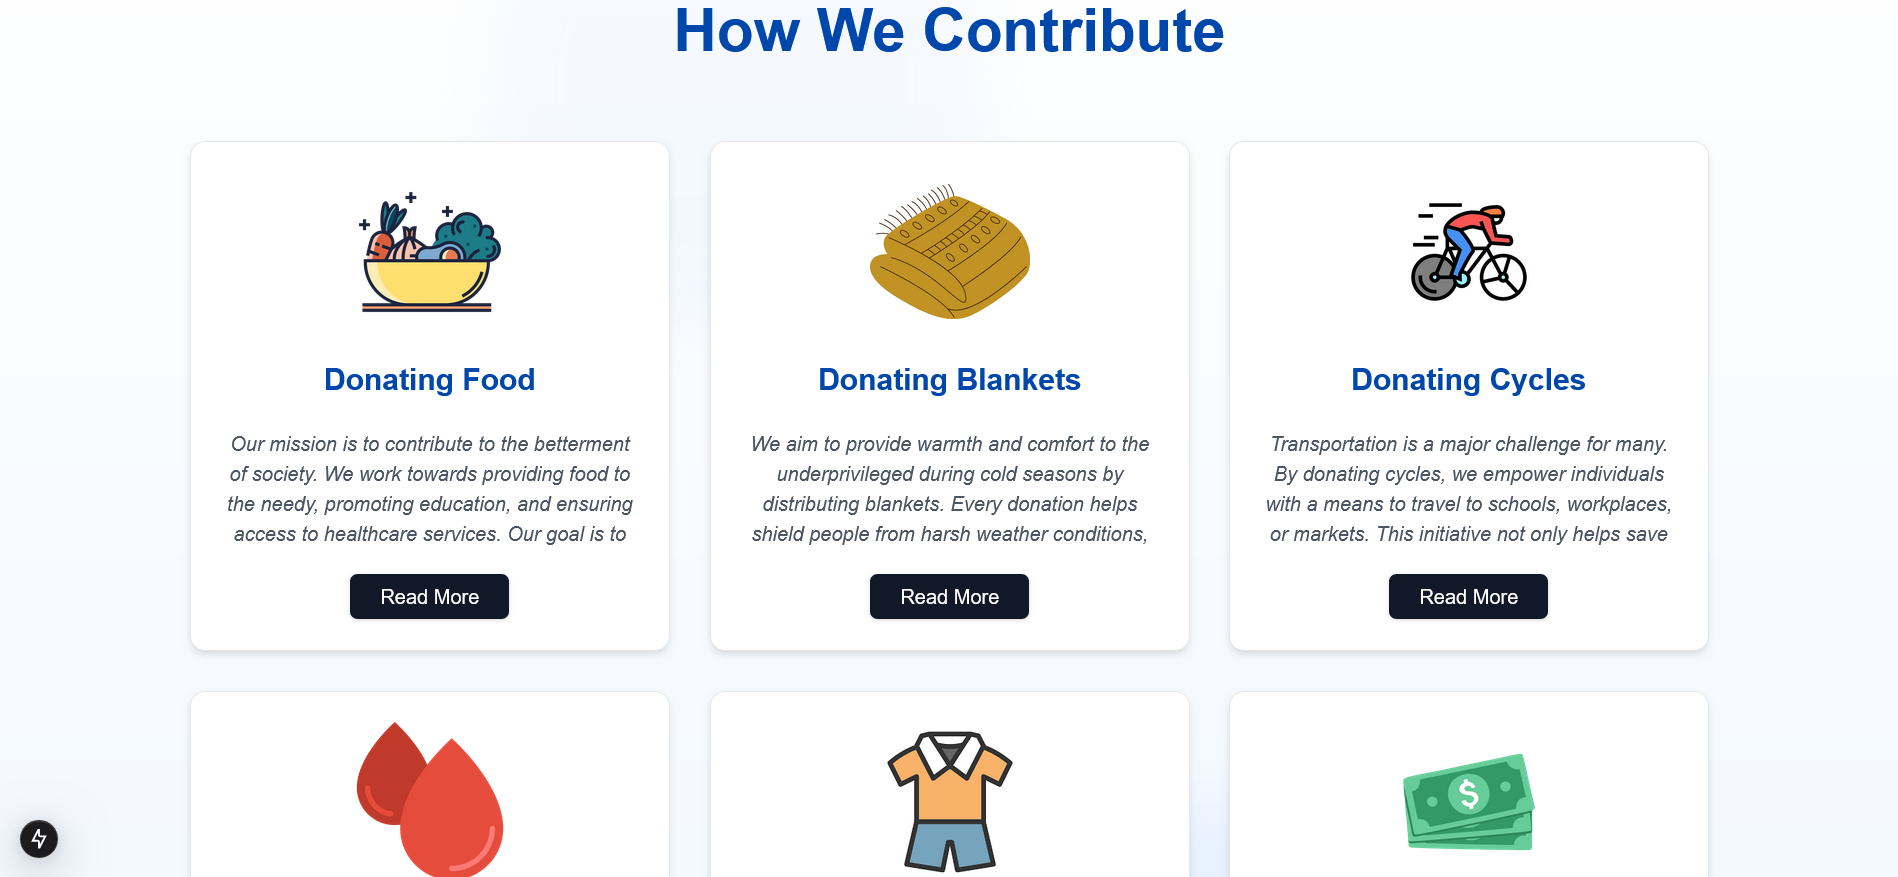 How We Contribute
Donating Food
Our mission is to contribute to the betterment
of society. We work towards providing food to
the needy, promoting education, and ensuring
access to healthcare services. Our goal is to
Read More
Donating Blankets
We aim to provide warmth and comfort to the
underprivileged during cold seasons by
distributing blankets. Every donation helps
shield people from harsh weather conditions,
Read More
Donating Cycles
Transportation is a major challenge for many.
By donating cycles, we empower individuals
with a means to travel to schools, workplaces,
or markets. This initiative not only helps save
Read More
$